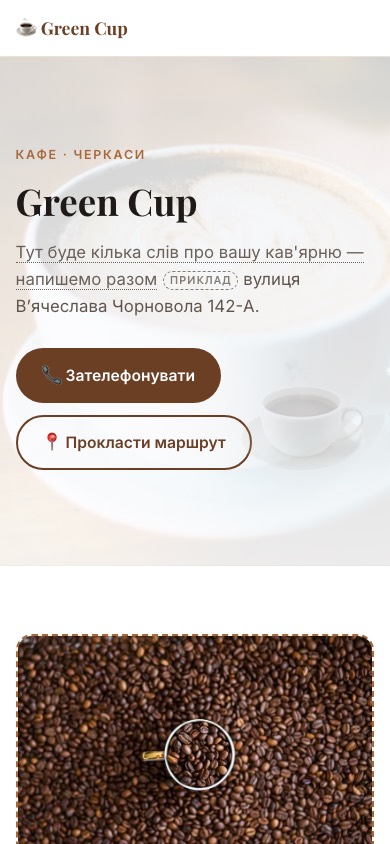 Green Cup
КАФЕ · ЧЕРКАСИ
Green Cup
Тут буде кілька слів про вашу кав'ярню —
напишемо разом ПРИКЛАД вулиця
В’ячеслава Чорновола 142-А.
Зателефонувати
Прокласти маршрут